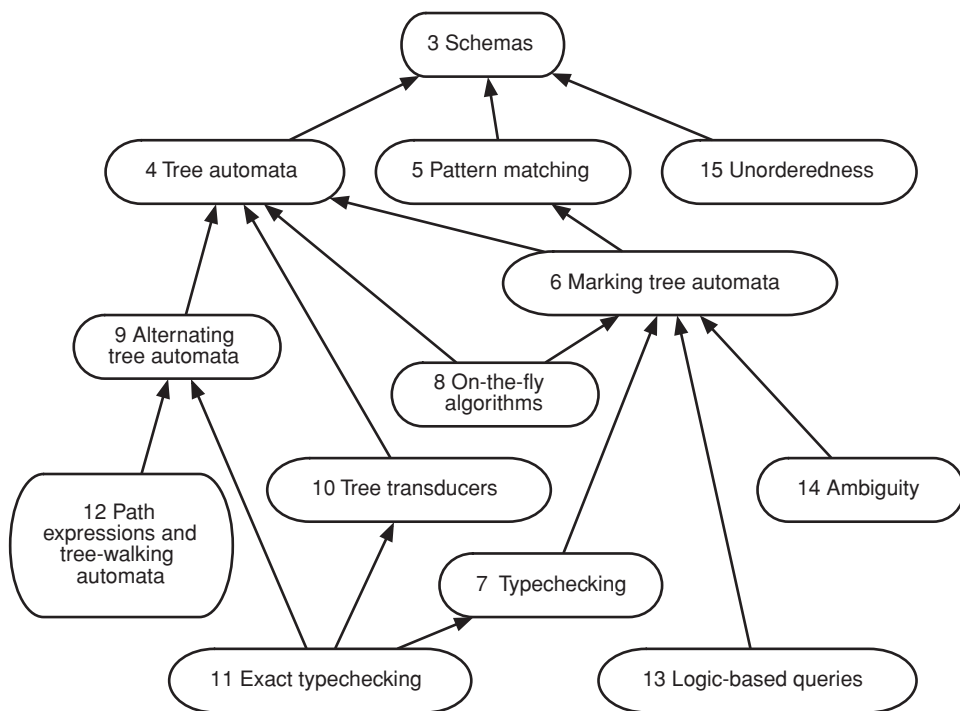 3 Schemas
4 Tree automata
5 Pattern matching
15 Unorderedness
6 Marking tree automata
9 Alternating
tree automata
8 On-the-fly
algorithms
12 Path
expressions and
tree-walking
automata
10 Tree transducers
14 Ambiguity
7 Typechecking
11 Exact typechecking
13 Logic-based queries